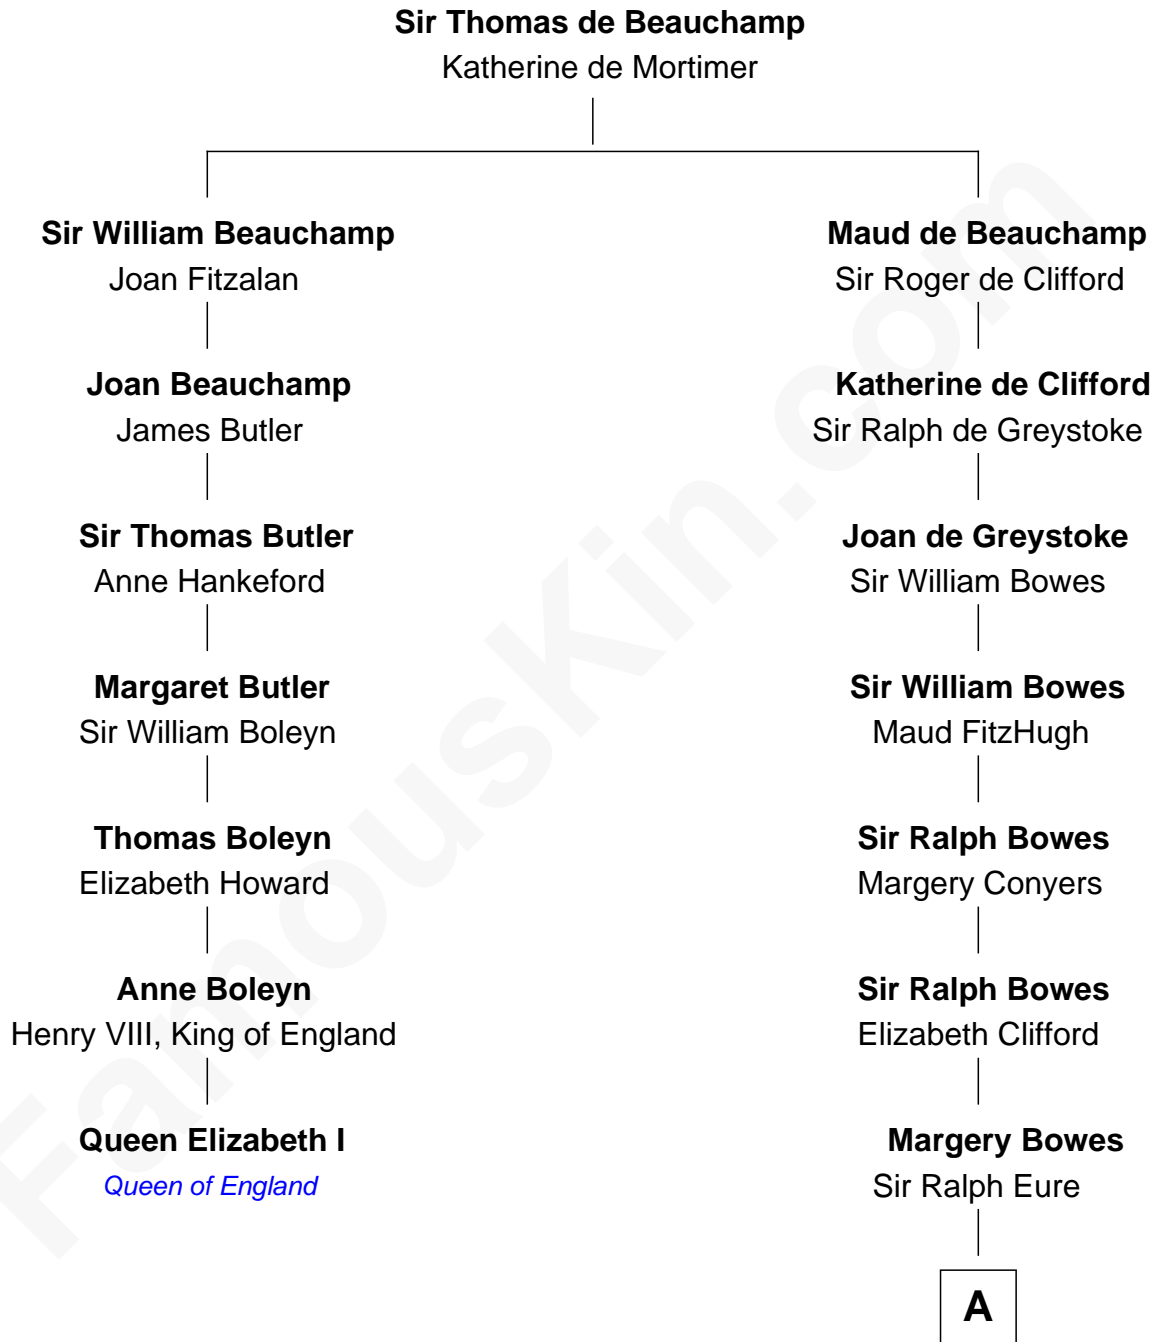 Sir Thomas de Beauchamp
Katherine de Mortimer
Sir William Beauchamp
Joan Fitzalan
Joan Beauchamp
James Butler
Sir Thomas Butler
Anne Hankeford
Margaret Butler
Sir William Boleyn
Thomas Boleyn
Elizabeth Howard
Anne Boleyn
Henry VIII, King of England
Queen Elizabeth I
Queen of England
Maud de Beauchamp
Sir Roger de Clifford
Katherine de Clifford
Sir Ralph de Greystoke
Joan de Greystoke
Sir William Bowes
Sir William Bowes
Maud FitzHugh
Sir Ralph Bowes
Margery Conyers
Sir Ralph Bowes
Elizabeth Clifford
Margery Bowes
Sir Ralph Eure
A
FamousKin.com